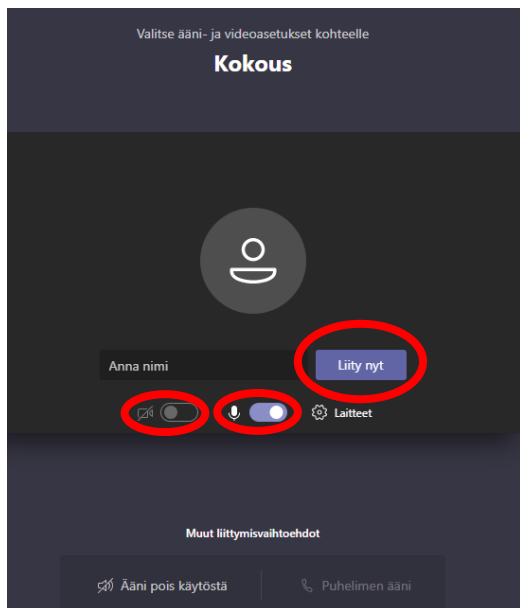 Valitse ääni- ja videoasetukset kohteelle
Kokous
Anna nimi
Liity nyt
Laitteet
Muut liittymisvaihtoehdot
Ääni pois käytöstä
Puhelimen ääni